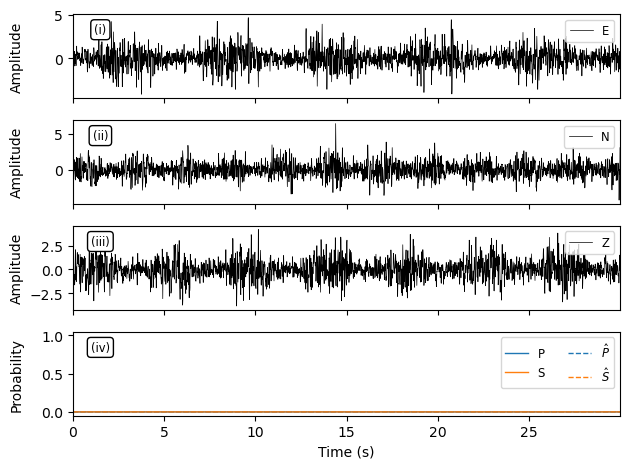 5
0
Amplitude
(i)
E
5
0
Amplitude
(ii)
N
2.5
0.0
−2.5
Amplitude
(iii)
Z
1.0
0.5
0.0
Probability
(iv)
P
S
P̂
Ŝ
0 5 10 15 20 25
Time (s)